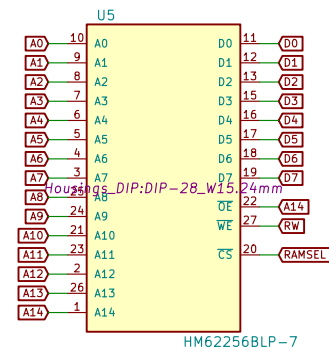 U5
A0 10 A0 D0 11 D0
A1 9 A1 D1 12 D1
A2 8 A2 D2 13 D2
A3 7 A3 D3 15 D3
A4 6 A4 D4 16 D4
A5 5 A5 D5 17 D5
A6 4 A6 D6 18 D6
A7 3 A7 D7 19 D7
Housings_DIP:DIP-28_W15.24mm
A8 25 A8 OE 22 A14
A9 24 A9 WE 27 RW
A10 21 A10
A11 23 A11 CS 20 RAMSEL
A12 2 A12
A13 26 A13
A14 1 A14
HM62256BLP-7